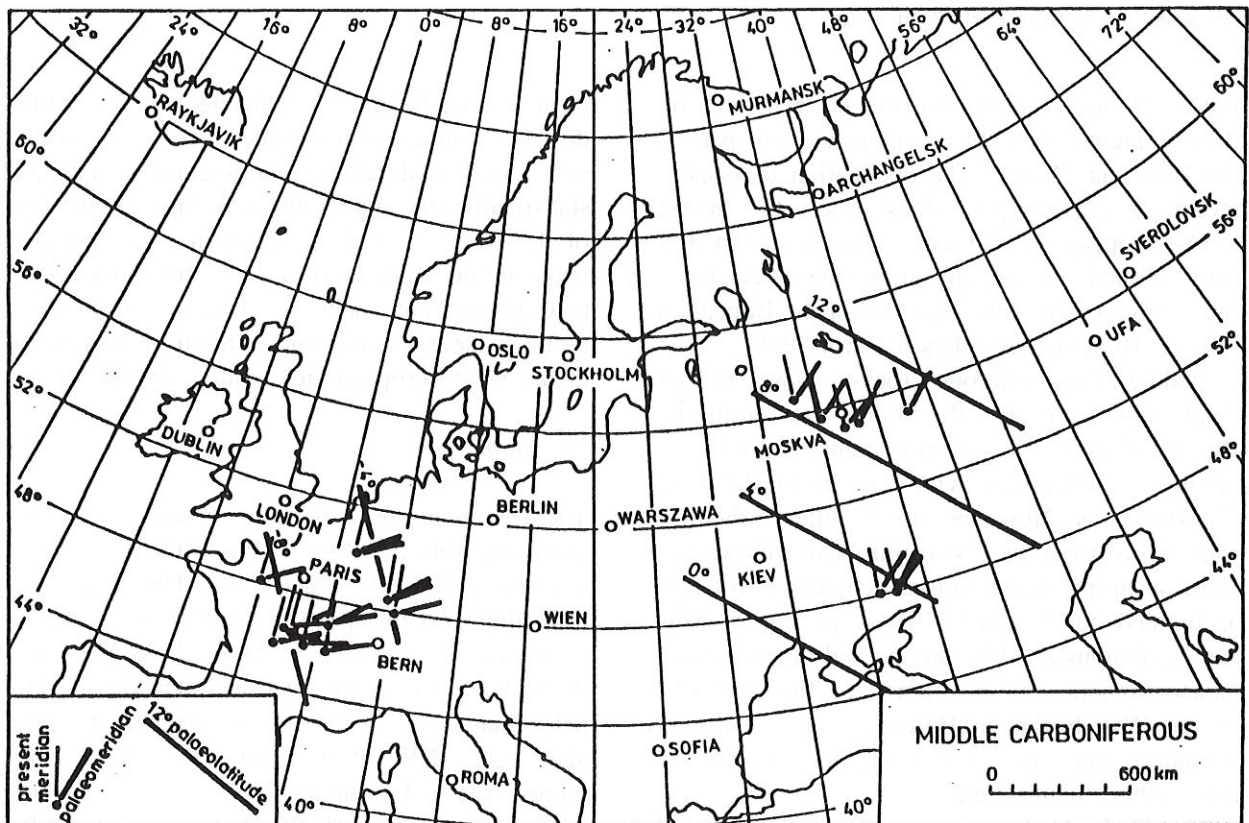 32° 24° 16° 8° 0° 8° 16° 24° 32° 40° 48° 56° 64° 72°
60°
RAYKJAVIK
MURMANSK
60°
ARCHANGELSK
SVERDLOVSK
56°
56°
12°
UFA
52°
OSLO
STOCKHOLM
52°
8°
DUBLIN
MOSKVA
48°
48°
LONDON
BERLIN
WARSZAWA
4°
44°
PARIS
KIEV
0°
44°
WIEN
BERN
40°
present
meridian
palaeomeridian
12° palaeolatitude
ROMA
SOFIA
40°
40°
MIDDLE CARBONIFEROUS
0 600 km